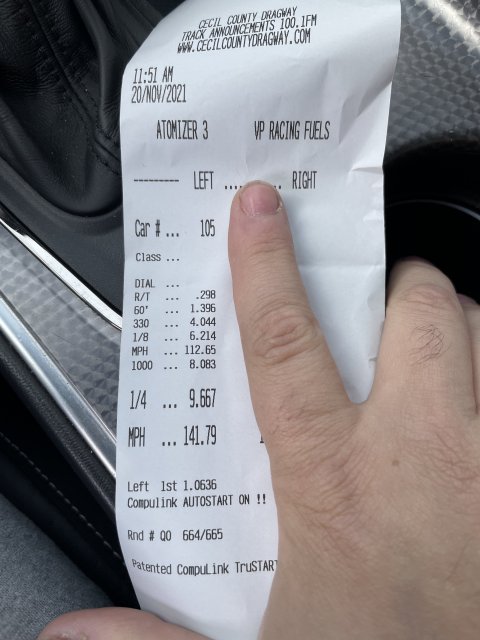 CECIL COUNTY DRAGWAY
TRACK ANNOUNCEMENTS 100.1FM
WWW.CECILCOUNTYDRAGWAY.COM
11:51 AM
20/NOV/2021
ATOMIZER 3 VP RACING FUELS
--------- LEFT ......... RIGHT
Car # ... 105
Class ...
DIAL ...
R/T ... .298
60' ... 1.396
330 ... 4.044
1/8 ... 6.214
MPH ... 112.65
1000 ... 8.083
1/4 ... 9.667
MPH ... 141.79
Left 1st 1.0636
Compulink AUTOSTART ON !!
Rnd # Q0 664/665
Patented CompuLink TruSTART